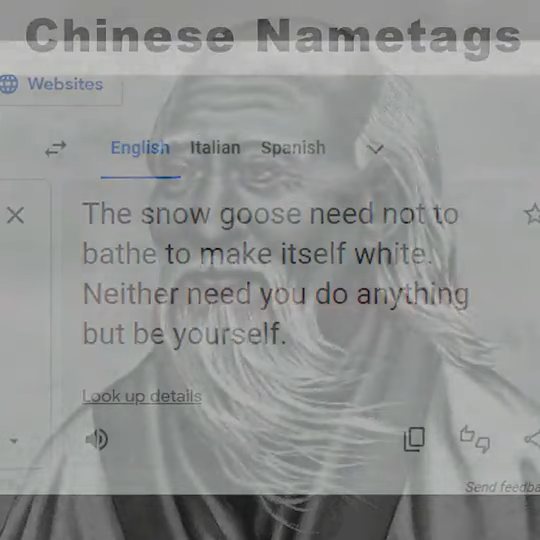 Chinese Nametags
Websites
English Italian Spanish
The snow goose need not to
bathe to make itself white.
Neither need you do anything
but be yourself.
Look up details
Send feedba